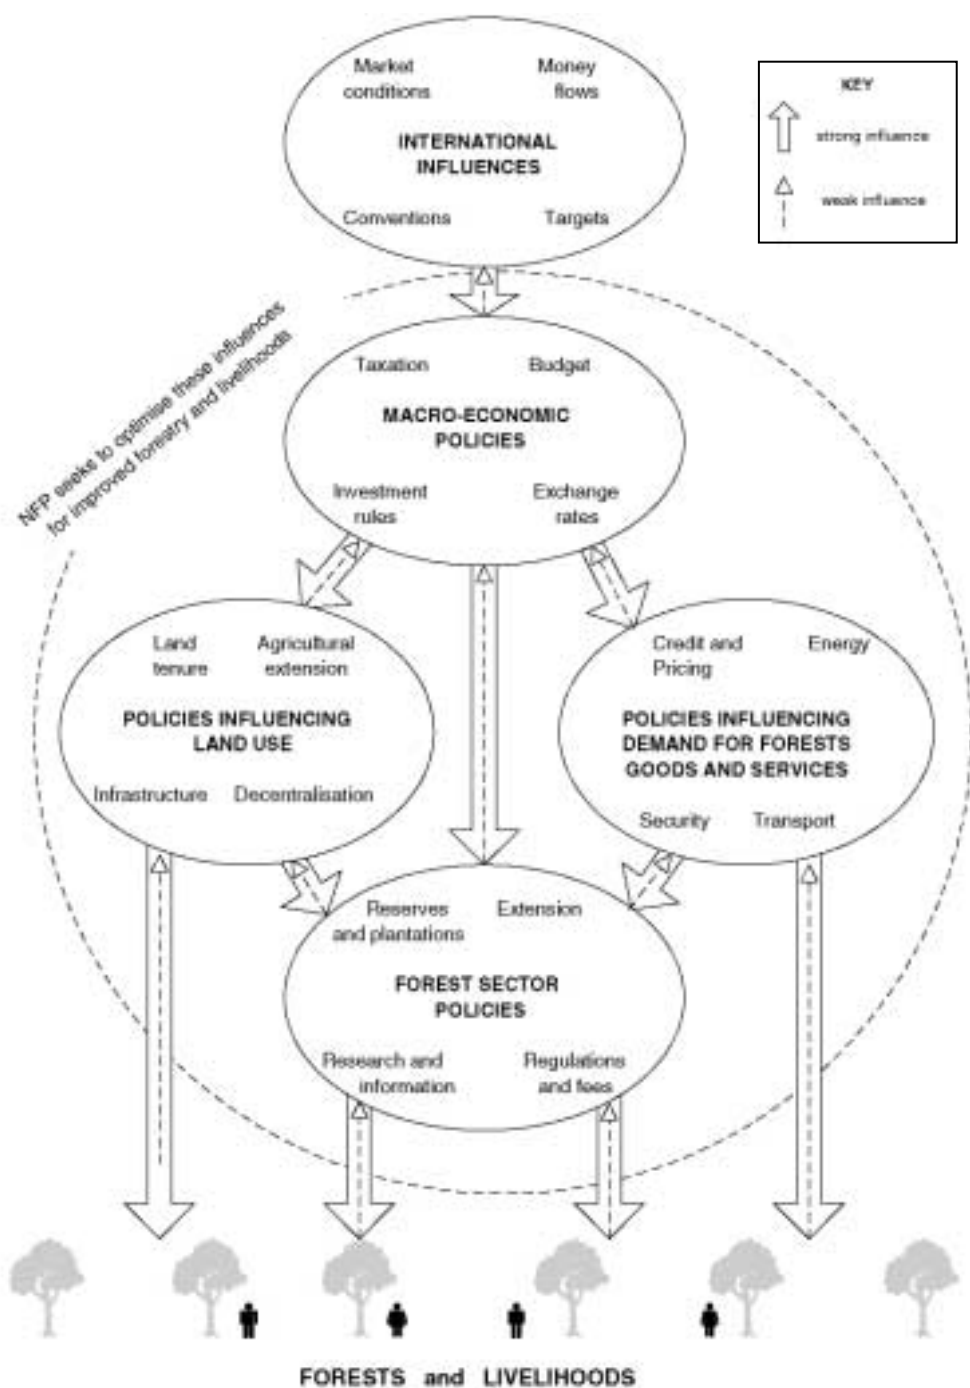 Market Money
conditions flows
INTERNATIONAL
INFLUENCES
Conventions Targets
KEY
strong influence
weak influence
NFP seeks to optimise these influences
for improved forestry and livelihoods
Taxation Budget
MACRO-ECONOMIC
POLICIES
Investment Exchange
rules rates
Land Agricultural
tenure extension
POLICIES INFLUENCING
LAND USE
Infrastructure Decentralisation
Credit and Energy
Pricing
POLICIES INFLUENCING
DEMAND FOR FORESTS
GOODS AND SERVICES
Security Transport
Reserves Extension
and plantations
FOREST SECTOR
POLICIES
Research and Regulations
information and fees
FORESTS and LIVELIHOODS